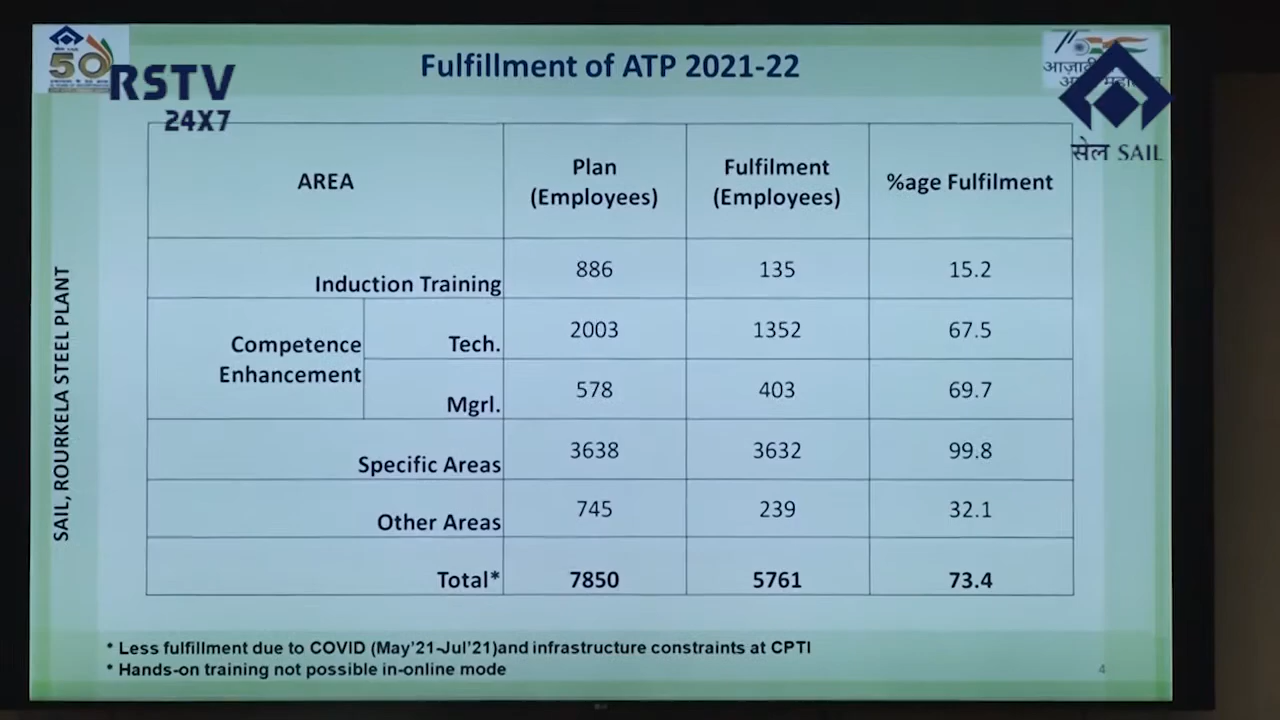 50
RSTV
24X7
Fulfillment of ATP 2021-22
सेल SAIL
SAIL, ROURKELA STEEL PLANT
AREA
Plan
(Employees)
Fulfilment
(Employees)
%age Fulfilment
Induction Training 886 135 15.2
Competence
Enhancement
Tech. 2003 1352 67.5
Mgrl. 578 403 69.7
Specific Areas 3638 3632 99.8
Other Areas 745 239 32.1
Total* 7850 5761 73.4
* Less fulfillment due to COVID (May'21-Jul'21)and infrastructure constraints at CPTI
* Hands-on training not possible in-online mode
4